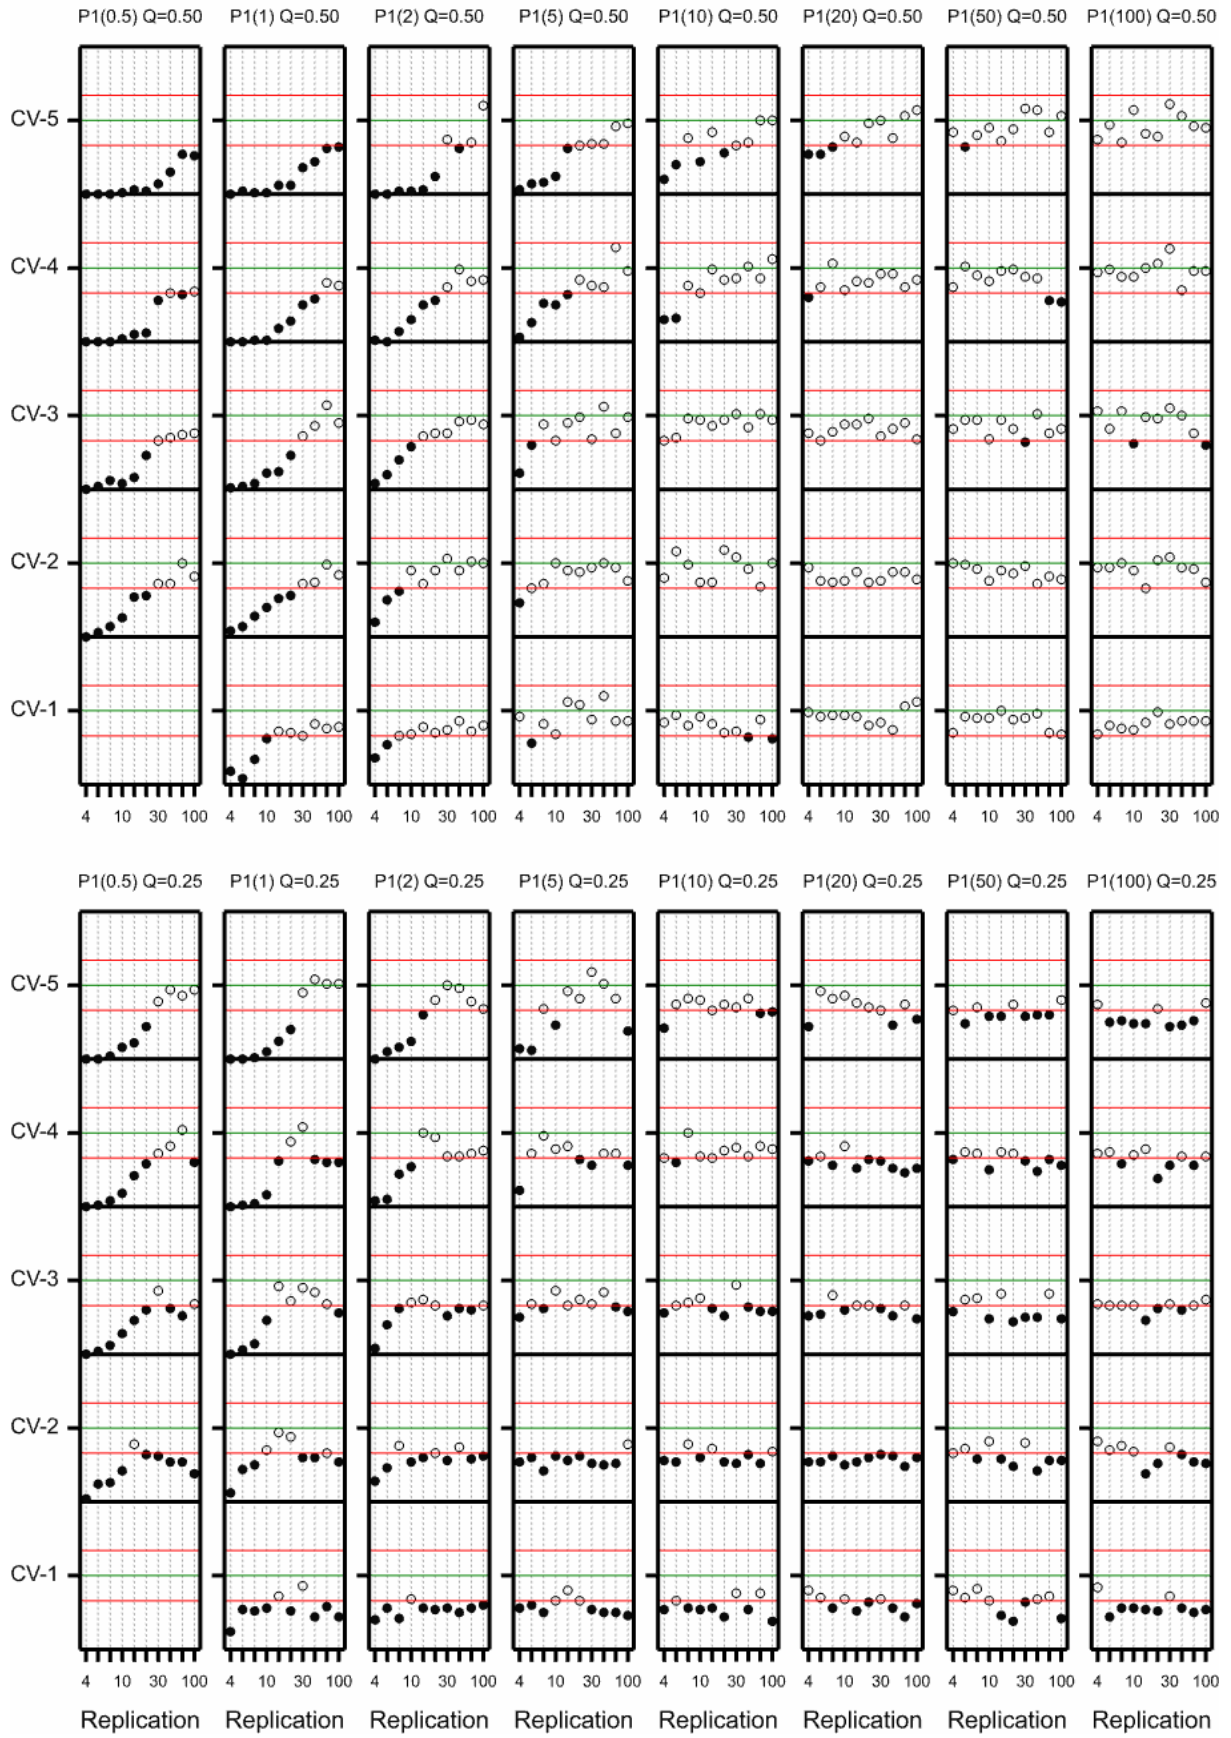 P1(0.5) Q=0.50 P1(1) Q=0.50 P1(2) Q=0.50 P1(5) Q=0.50 P1(10) Q=0.50 P1(20) Q=0.50 P1(50) Q=0.50 P1(100) Q=0.50
CV-5
CV-4
CV-3
CV-2
CV-1
4 10 30 100 4 10 30 100 4 10 30 100 4 10 30 100 4 10 30 100 4 10 30 100 4 10 30 100 4 10 30 100
P1(0.5) Q=0.25 P1(1) Q=0.25 P1(2) Q=0.25 P1(5) Q=0.25 P1(10) Q=0.25 P1(20) Q=0.25 P1(50) Q=0.25 P1(100) Q=0.25
CV-5
CV-4
CV-3
CV-2
CV-1
4 10 30 100 4 10 30 100 4 10 30 100 4 10 30 100 4 10 30 100 4 10 30 100 4 10 30 100 4 10 30 100
Replication Replication Replication Replication Replication Replication Replication Replication